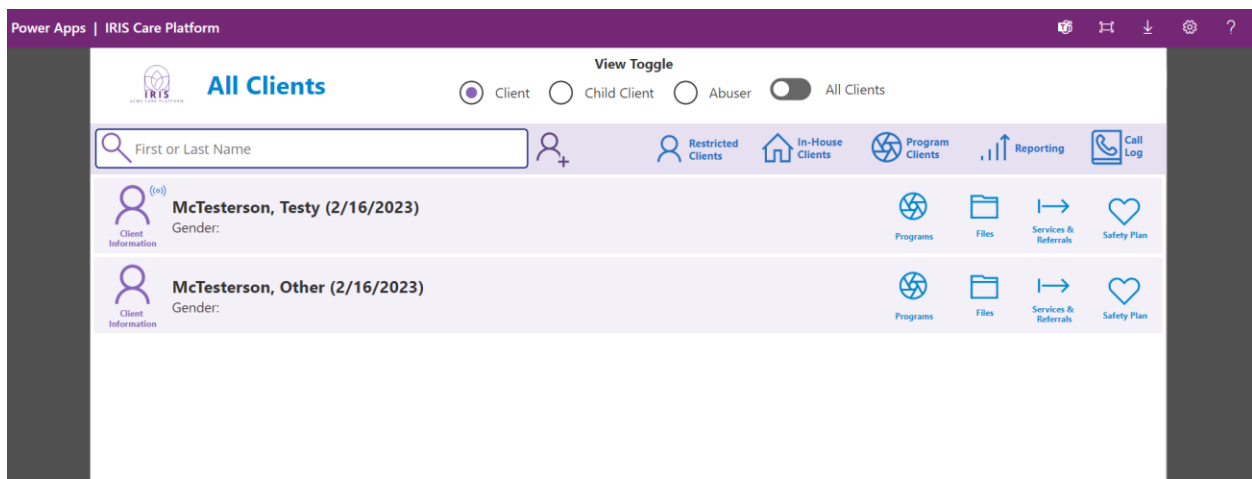 Power Apps | IRIS Care Platform
?
IRIS
ACMS CARE PLATFORM
All Clients
View Toggle
Client
Child Client
Abuser
All Clients
First or Last Name
Restricted
Clients
In-House
Clients
Program
Clients
Reporting
Call
Log
McTesterson, Testy (2/16/2023)
Gender:
Client
Information
Programs
Files
Services &
Referrals
Safety Plan
McTesterson, Other (2/16/2023)
Gender:
Client
Information
Programs
Files
Services &
Referrals
Safety Plan